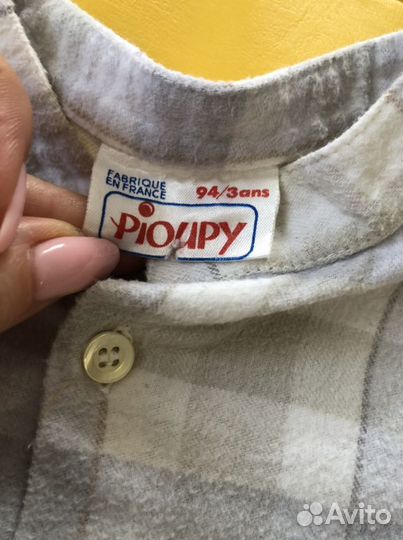 FABRIQUE
EN FRANCE
94/3ans
PiOUPY
Avito